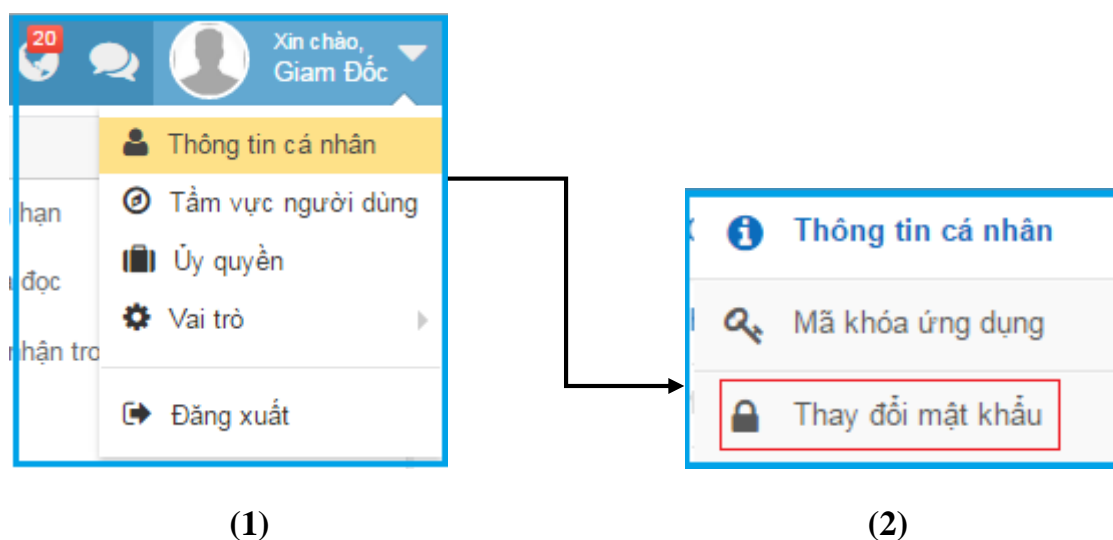 20
Xin chào,
Giam Đốc
Thông tin cá nhân
hạn
Tầm vực người dùng
đọc
Ủy quyền
Vai trò
nhận tro
Đăng xuất
Thông tin cá nhân
Mã khóa ứng dụng
Thay đổi mật khẩu
(1)
(2)